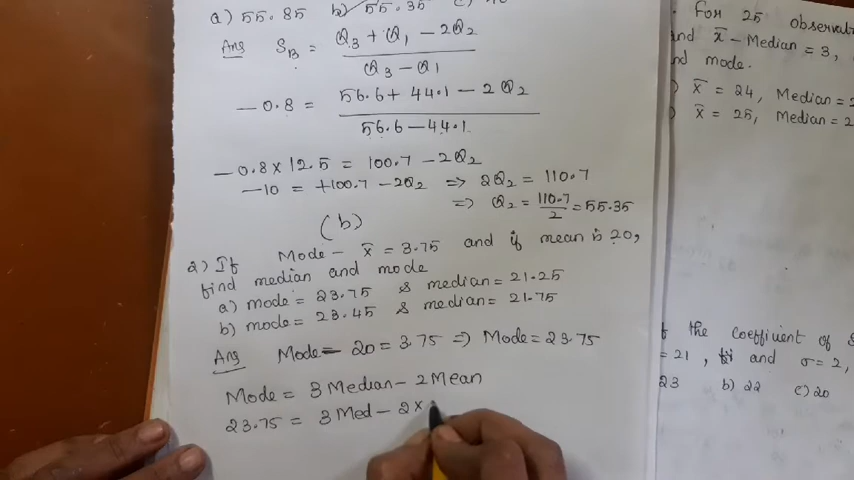 a) 55.85 b) 55.35 c) 40
Ans S_B = Q3 + Q1 - 2Q2 / Q3 - Q1
-0.8 = 56.6 + 44.1 - 2Q2 / 56.6 - 44.1
-0.8 x 12.5 = 100.7 - 2Q2
-10 = +100.7 - 2Q2 => 2Q2 = 110.7
=> Q2 = 110.7 / 2 = 55.35
(b)
2) If Mode - x̄ = 3.75 and if mean is 20,
find median and mode
a) mode = 23.75 & median = 21.25
b) mode = 23.45 & median = 21.75
Ans Mode - 20 = 3.75 => Mode = 23.75
Mode = 3 Median - 2 Mean
23.75 = 3 Med - 2 x
For 25
and x̄ - Median = 3,
nd mode.
) x̄ = 24, Median =
) x̄ = 25, Median = 2
the coefficient of S
= 21, and σ = 2,
23 b) 22 c) 20